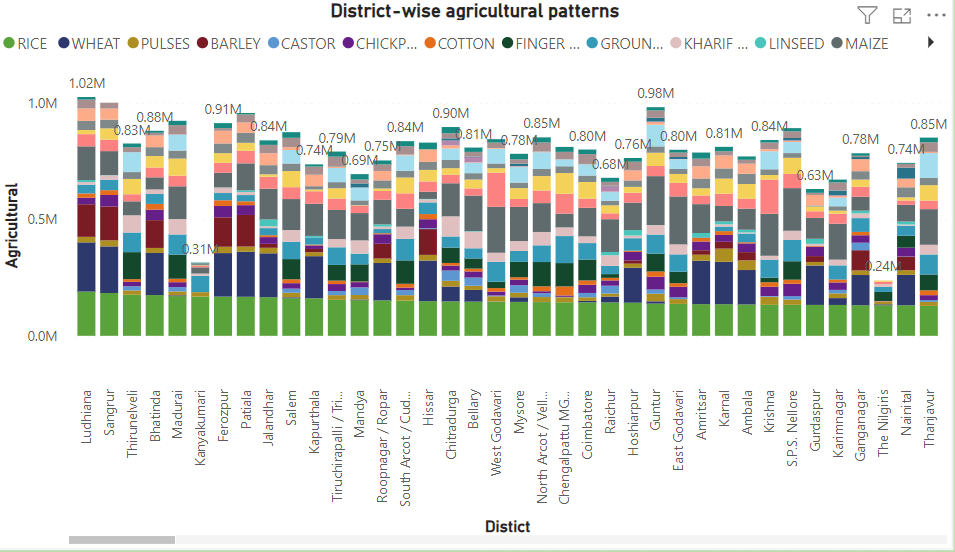 District-wise agricultural patterns
RICE WHEAT PULSES BARLEY CASTOR CHICKP... COTTON FINGER ... GROUN... KHARIF ... LINSEED MAIZE
1.02M
0.83M
0.88M
0.31M
0.91M
0.84M
0.74M
0.79M
0.69M
0.75M
0.84M
0.90M
0.81M
0.78M
0.85M
0.80M
0.68M
0.76M
0.98M
0.80M
0.81M
0.84M
0.63M
0.78M
0.24M
0.74M
0.85M
1.0M
0.5M
0.0M
Agricultural
Ludhiana
Sangrur
Thirunelveli
Bhatinda
Madurai
Kanyakumari
Ferozpur
Patiala
Jalandhar
Salem
Kapurthala
Tiruchirapalli / Tri...
Mandya
Roopnagar / Ropar
South Arcot / Cud...
Hissar
Chitradurga
Bellary
West Godavari
Mysore
North Arcot / Vell...
Chengalpattu MG...
Coimbatore
Raichur
Hoshiarpur
Guntur
East Godavari
Amritsar
Karnal
Ambala
Krishna
S.P.S. Nellore
Gurdaspur
Karimnagar
Ganganagar
The Nilgiris
Nainital
Thanjavur
Distict